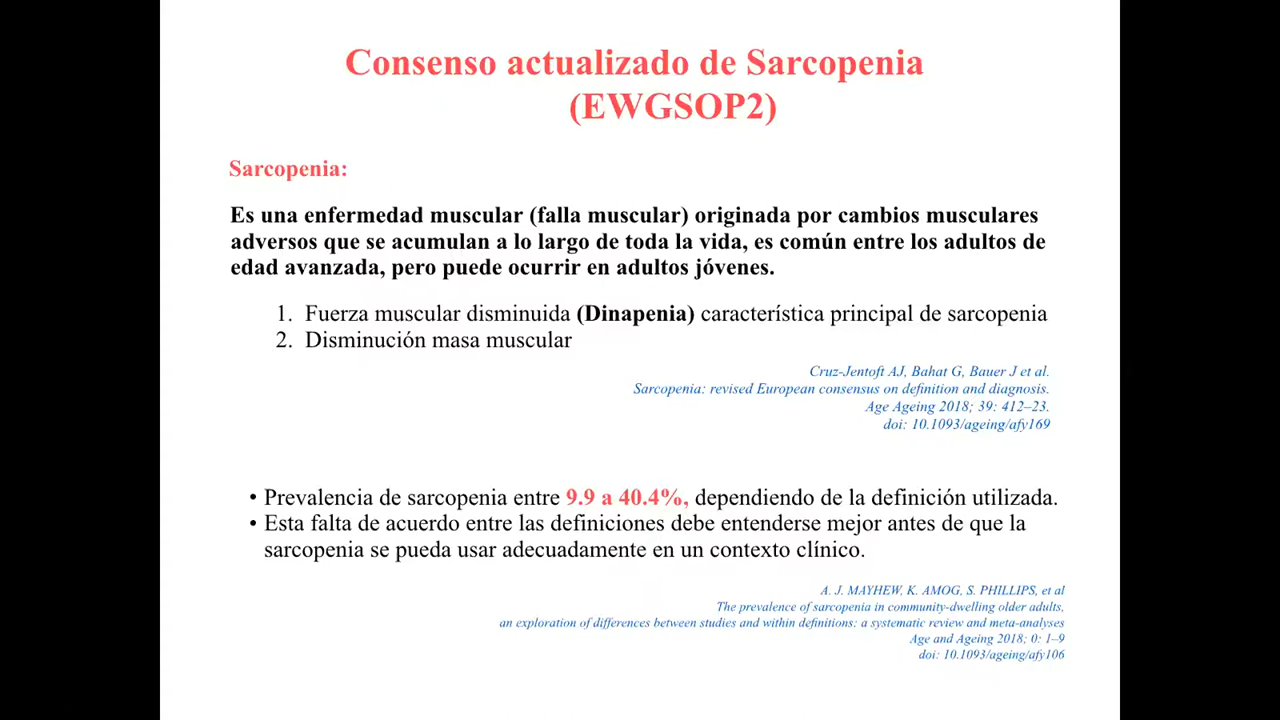 Consenso actualizado de Sarcopenia
(EWGSOP2)
Sarcopenia:
Es una enfermedad muscular (falla muscular) originada por cambios musculares
adversos que se acumulan a lo largo de toda la vida, es común entre los adultos de
edad avanzada, pero puede ocurrir en adultos jóvenes.
1. Fuerza muscular disminuida (Dinapenia) característica principal de sarcopenia
2. Disminución masa muscular
Cruz-Jentoft AJ, Bahat G, Bauer J et al.
Sarcopenia: revised European consensus on definition and diagnosis.
Age Ageing 2018; 39: 412–23.
doi: 10.1093/ageing/afy169
• Prevalencia de sarcopenia entre 9.9 a 40.4%, dependiendo de la definición utilizada.
• Esta falta de acuerdo entre las definiciones debe entenderse mejor antes de que la
sarcopenia se pueda usar adecuadamente en un contexto clínico.
A. J. MAYHEW, K. AMOG, S. PHILLIPS, et al
The prevalence of sarcopenia in community-dwelling older adults,
an exploration of differences between studies and within definitions: a systematic review and meta-analyses
Age and Ageing 2018; 0: 1–9
doi: 10.1093/ageing/afy106